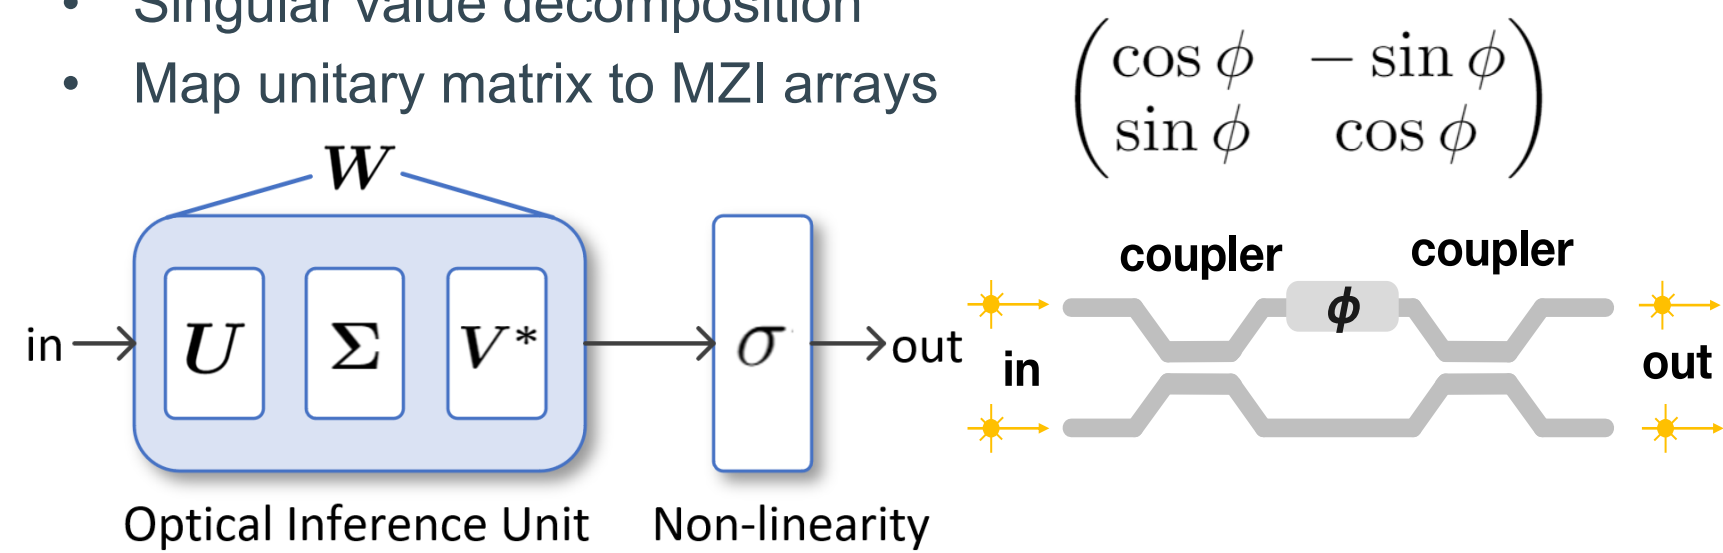 • Singular value decomposition
• Map unitary matrix to MZI arrays
W
in
U
Σ
V*
σ
out
Optical Inference Unit
Non-linearity
cos ϕ − sin ϕ
sin ϕ cos ϕ
coupler
coupler
ϕ
in
out